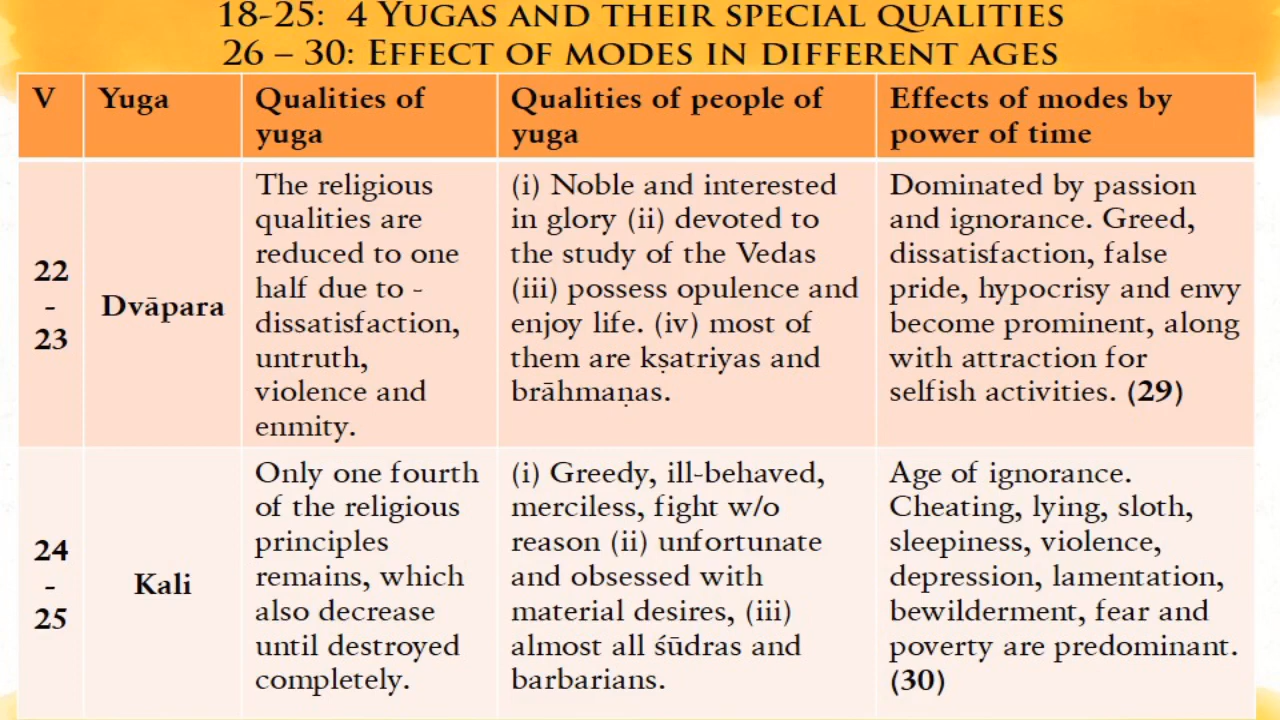 18-25:  4 YUGAS AND THEIR SPECIAL QUALITIES
26 – 30: EFFECT OF MODES IN DIFFERENT AGES
V
Yuga
Qualities of
yuga
Qualities of people of
yuga
Effects of modes by
power of time
22
-
23
Dvāpara
The religious
qualities are
reduced to one
half due to -
dissatisfaction,
untruth,
violence and
enmity.
(i) Noble and interested
in glory (ii) devoted to
the study of the Vedas
(iii) possess opulence and
enjoy life. (iv) most of
them are kṣatriyas and
brāhmaṇas.
Dominated by passion
and ignorance. Greed,
dissatisfaction, false
pride, hypocrisy and envy
become prominent, along
with attraction for
selfish activities. (29)
24
-
25
Kali
Only one fourth
of the religious
principles
remains, which
also decrease
until destroyed
completely.
(i) Greedy, ill-behaved,
merciless, fight w/o
reason (ii) unfortunate
and obsessed with
material desires, (iii)
almost all śūdras and
barbarians.
Age of ignorance.
Cheating, lying, sloth,
sleepiness, violence,
depression, lamentation,
bewilderment, fear and
poverty are predominant.
(30)